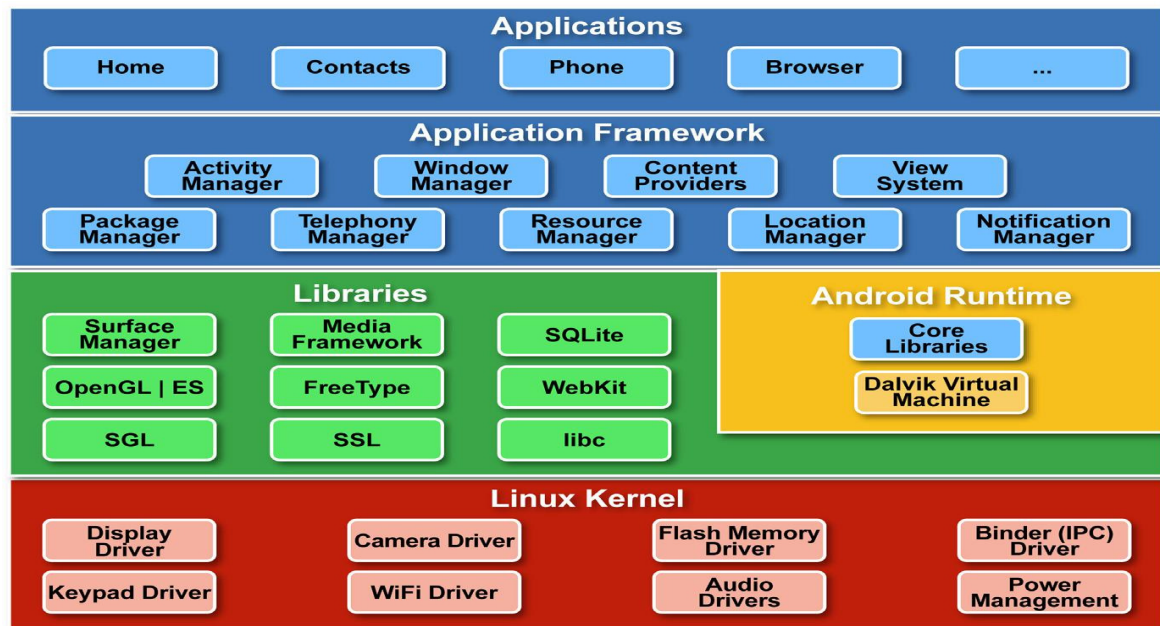 Applications
Home
Contacts
Phone
Browser
...
Application Framework
Activity
Manager
Window
Manager
Content
Providers
View
System
Package
Manager
Telephony
Manager
Resource
Manager
Location
Manager
Notification
Manager
Libraries
Surface
Manager
Media
Framework
SQLite
OpenGL | ES
FreeType
WebKit
SGL
SSL
libc
Android Runtime
Core
Libraries
Dalvik Virtual
Machine
Linux Kernel
Display
Driver
Camera Driver
Flash Memory
Driver
Binder (IPC)
Driver
Keypad Driver
WiFi Driver
Audio
Drivers
Power
Management